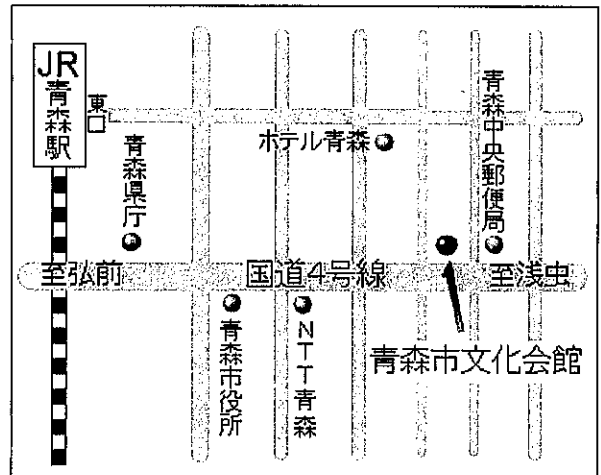 JR
青森駅
東口
青森県庁
ホテル青森
青森中央郵便局
至弘前
国道4号線
至浅虫
青森市役所
NTT青森
青森市文化会館